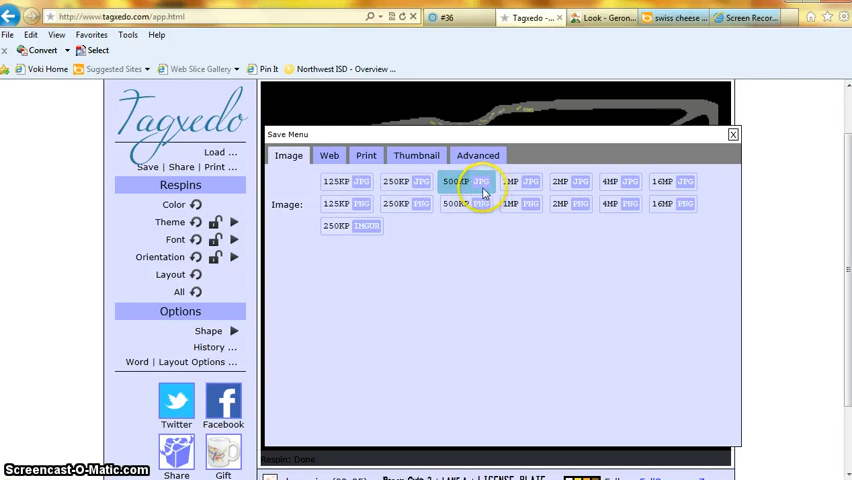 http://www.tagxedo.com/app.html
#36
Tagxedo -...
Look - Geron...
swiss cheese ...
Screen Recor...
File Edit View Favorites Tools Help
x Convert Select
Voki Home Suggested Sites Web Slice Gallery Pin It Northwest ISD - Overview ...
Tagxedo
Load ...
Save | Share | Print ...
Respins
Color
Theme
Font
Orientation
Layout
All
Options
Shape
History ...
Word | Layout Options ...
Twitter Facebook
Share Gift
Save Menu X
Image Web Print Thumbnail Advanced
125KP JPG 250KP JPG 500KP JPG 1MP JPG 2MP JPG 4MP JPG 16MP JPG
Image: 125KP PNG 250KP PNG 500KP PNG 1MP PNG 2MP PNG 4MP PNG 16MP PNG
250KP IMGUR
Respin: Done
Screencast-O-Matic.com